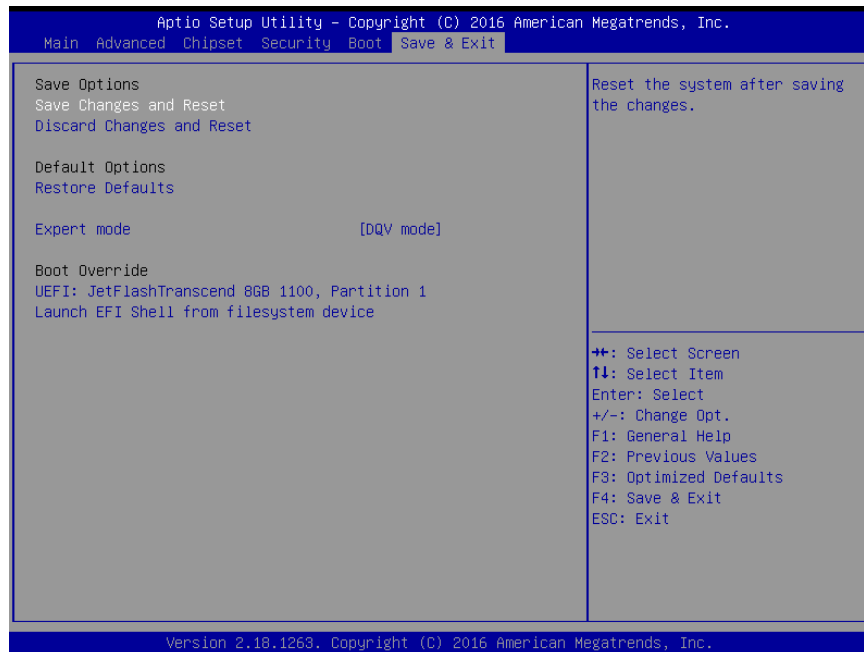 Aptio Setup Utility – Copyright (C) 2016 American Megatrends, Inc.
Main Advanced Chipset Security Boot Save & Exit
Save Options
Save Changes and Reset
Discard Changes and Reset
Default Options
Restore Defaults
Expert mode [DQV mode]
Boot Override
UEFI: JetFlashTranscend 8GB 1100, Partition 1
Launch EFI Shell from filesystem device
Reset the system after saving
the changes.
→←: Select Screen
↑↓: Select Item
Enter: Select
+/-: Change Opt.
F1: General Help
F2: Previous Values
F3: Optimized Defaults
F4: Save & Exit
ESC: Exit
Version 2.18.1263. Copyright (C) 2016 American Megatrends, Inc.